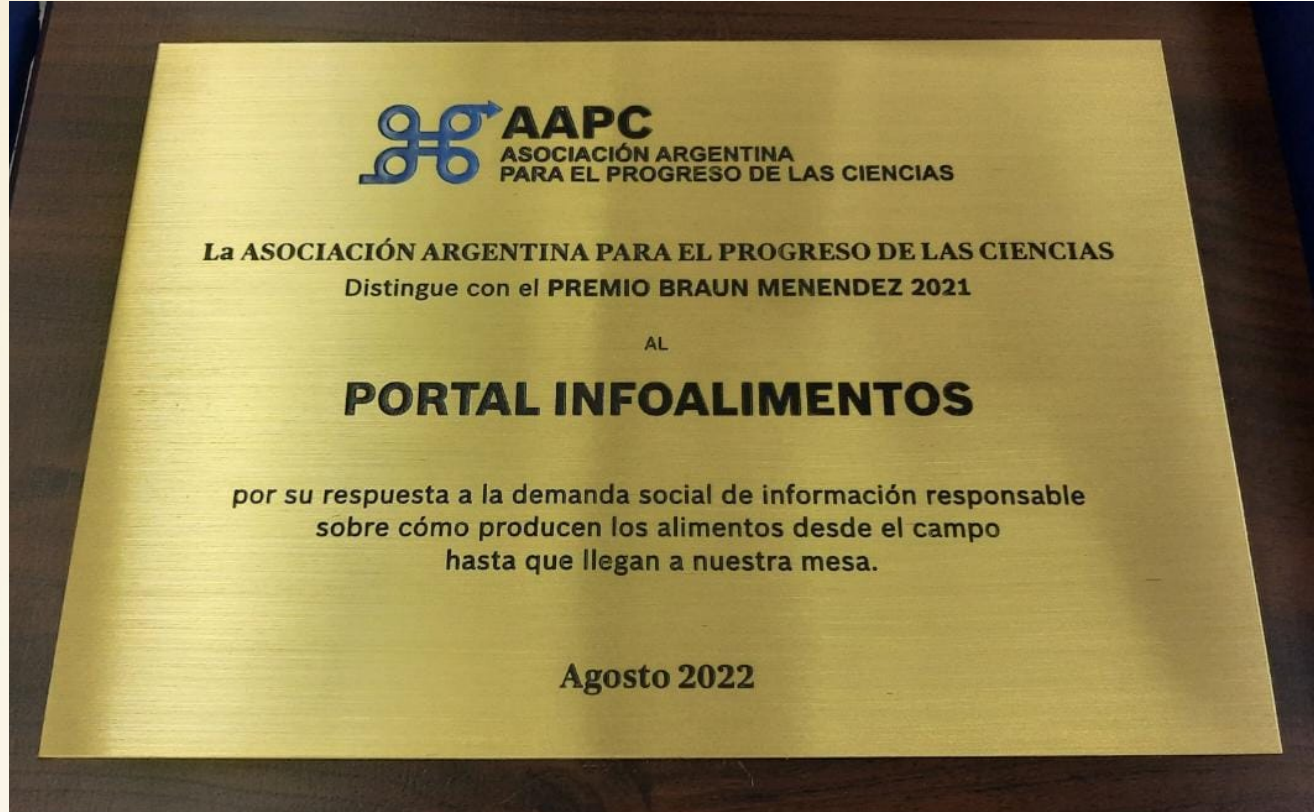 AAPC
ASOCIACIÓN ARGENTINA
PARA EL PROGRESO DE LAS CIENCIAS
La ASOCIACIÓN ARGENTINA PARA EL PROGRESO DE LAS CIENCIAS
Distingue con el PREMIO BRAUN MENENDEZ 2021
AL
PORTAL INFOALIMENTOS
por su respuesta a la demanda social de información responsable
sobre cómo producen los alimentos desde el campo
hasta que llegan a nuestra mesa.
Agosto 2022